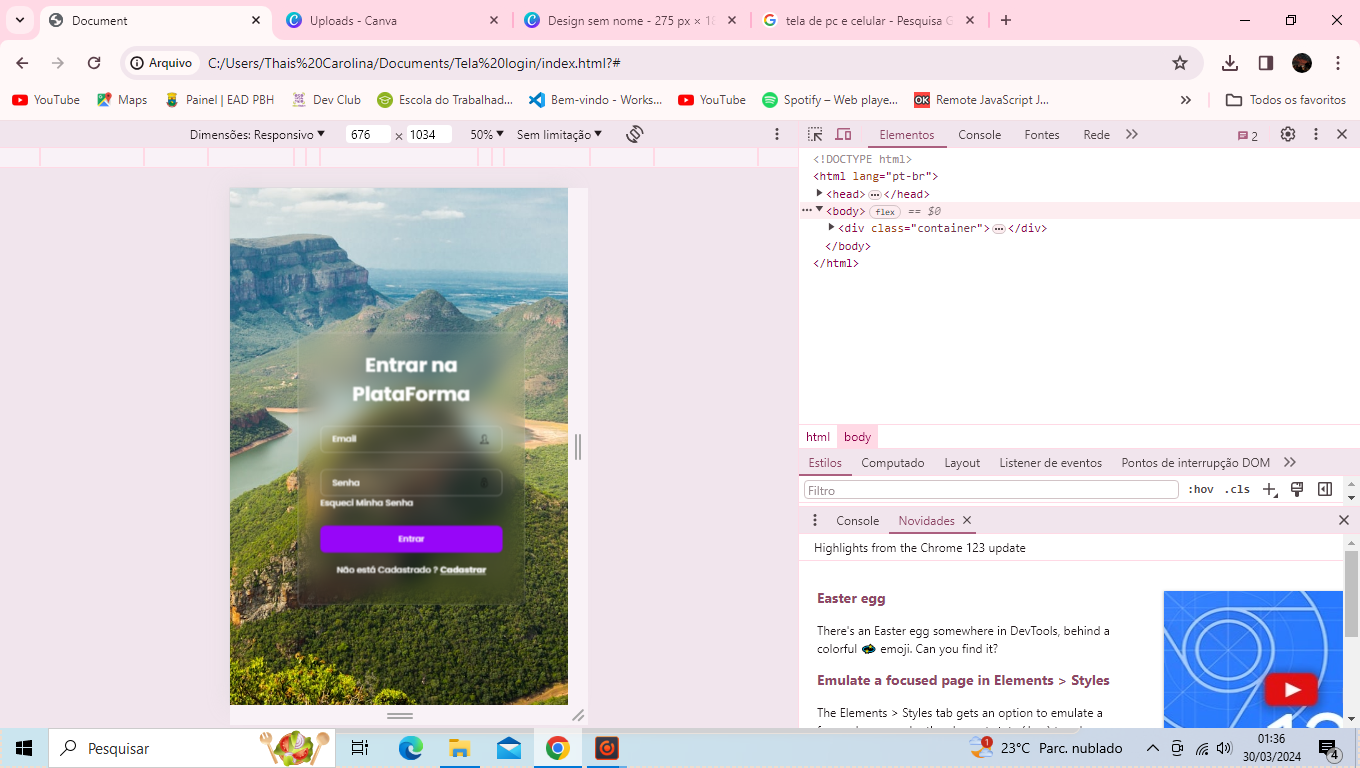 Document
Uploads - Canva
Design sem nome - 275 px × 18
tela de pc e celular - Pesquisa G
Arquivo
C:/Users/Thais%20Carolina/Documents/Tela%20login/index.html?#
YouTube
Maps
Painel | EAD PBH
Dev Club
Escola do Trabalhad...
Bem-vindo - Works...
YouTube
Spotify – Web playe...
OK
Remote JavaScript J...
Todos os favoritos
Dimensões: Responsivo
676 × 1034
50%
Sem limitação
Elementos
Console
Fontes
Rede
2
<!DOCTYPE html>
<html lang="pt-br">
<head> ... </head>
<body> flex == $0
<div class="container"> ... </div>
</body>
</html>
Entrar na
PlataForma
Email
Senha
Esqueci Minha Senha
Entrar
Não está Cadastrado ? Cadastrar
html
body
Estilos
Computado
Layout
Listener de eventos
Pontos de interrupção DOM
Filtro
:hov
.cls
Console
Novidades
Highlights from the Chrome 123 update
Easter egg
There's an Easter egg somewhere in DevTools, behind a
colorful emoji. Can you find it?
Emulate a focused page in Elements > Styles
The Elements > Styles tab gets an option to emulate a
Pesquisar
1
23°C Parc. nublado
01:36
30/03/2024
4